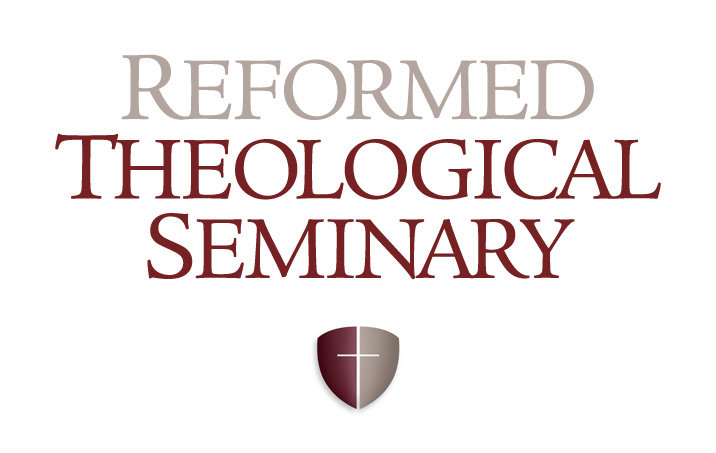 REFORMED
THEOLOGICAL
SEMINARY